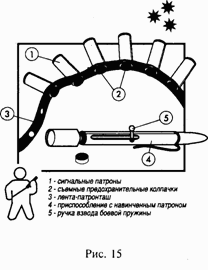 1
2
3
5
4
1 - сигнальные патроны
2 - съемные предохранительные колпачки
3 - лента-патронташ
4 - приспособление с навинченным патроном
5 - ручка взвода боевой пружины
Рис. 15